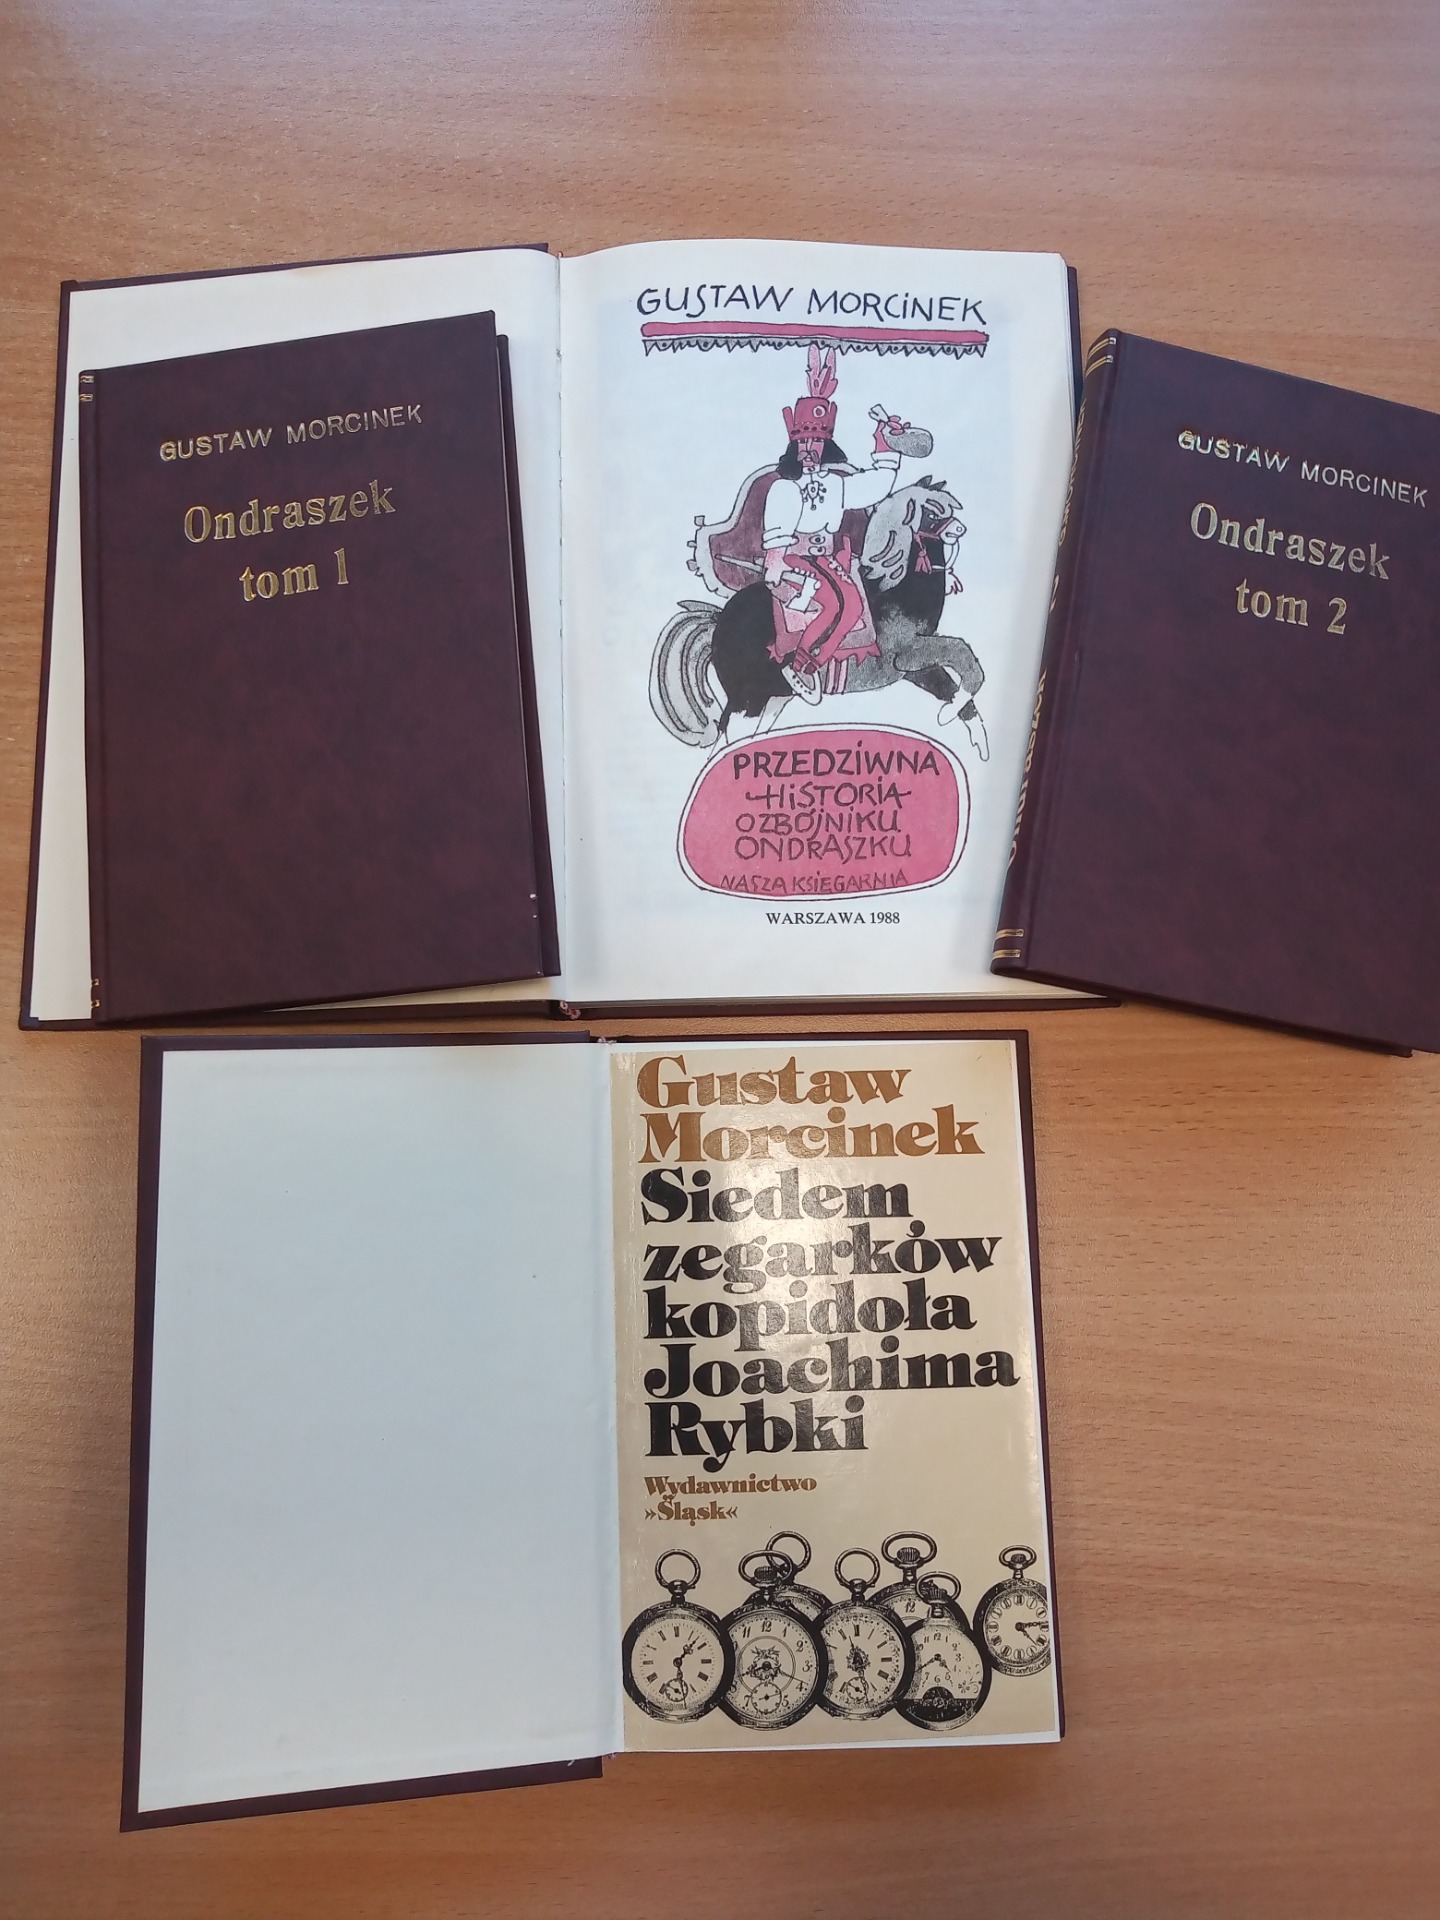 GUSTAW MORCINEK
Ondraszek
tom 1
GUSTAW MORCINEK
PRZEDZIWNA
HISTORIA
O ZBÓJNIKU
ONDRASZKU
NASZA KSIĘGARNIA
WARSZAWA 1988
GUSTAW MORCINEK
Ondraszek
tom 2
Gustaw
Morcinek
Siedem
zegarków
kopidoła
Joachima
Rybki
Wydawnictwo
»Śląsk«